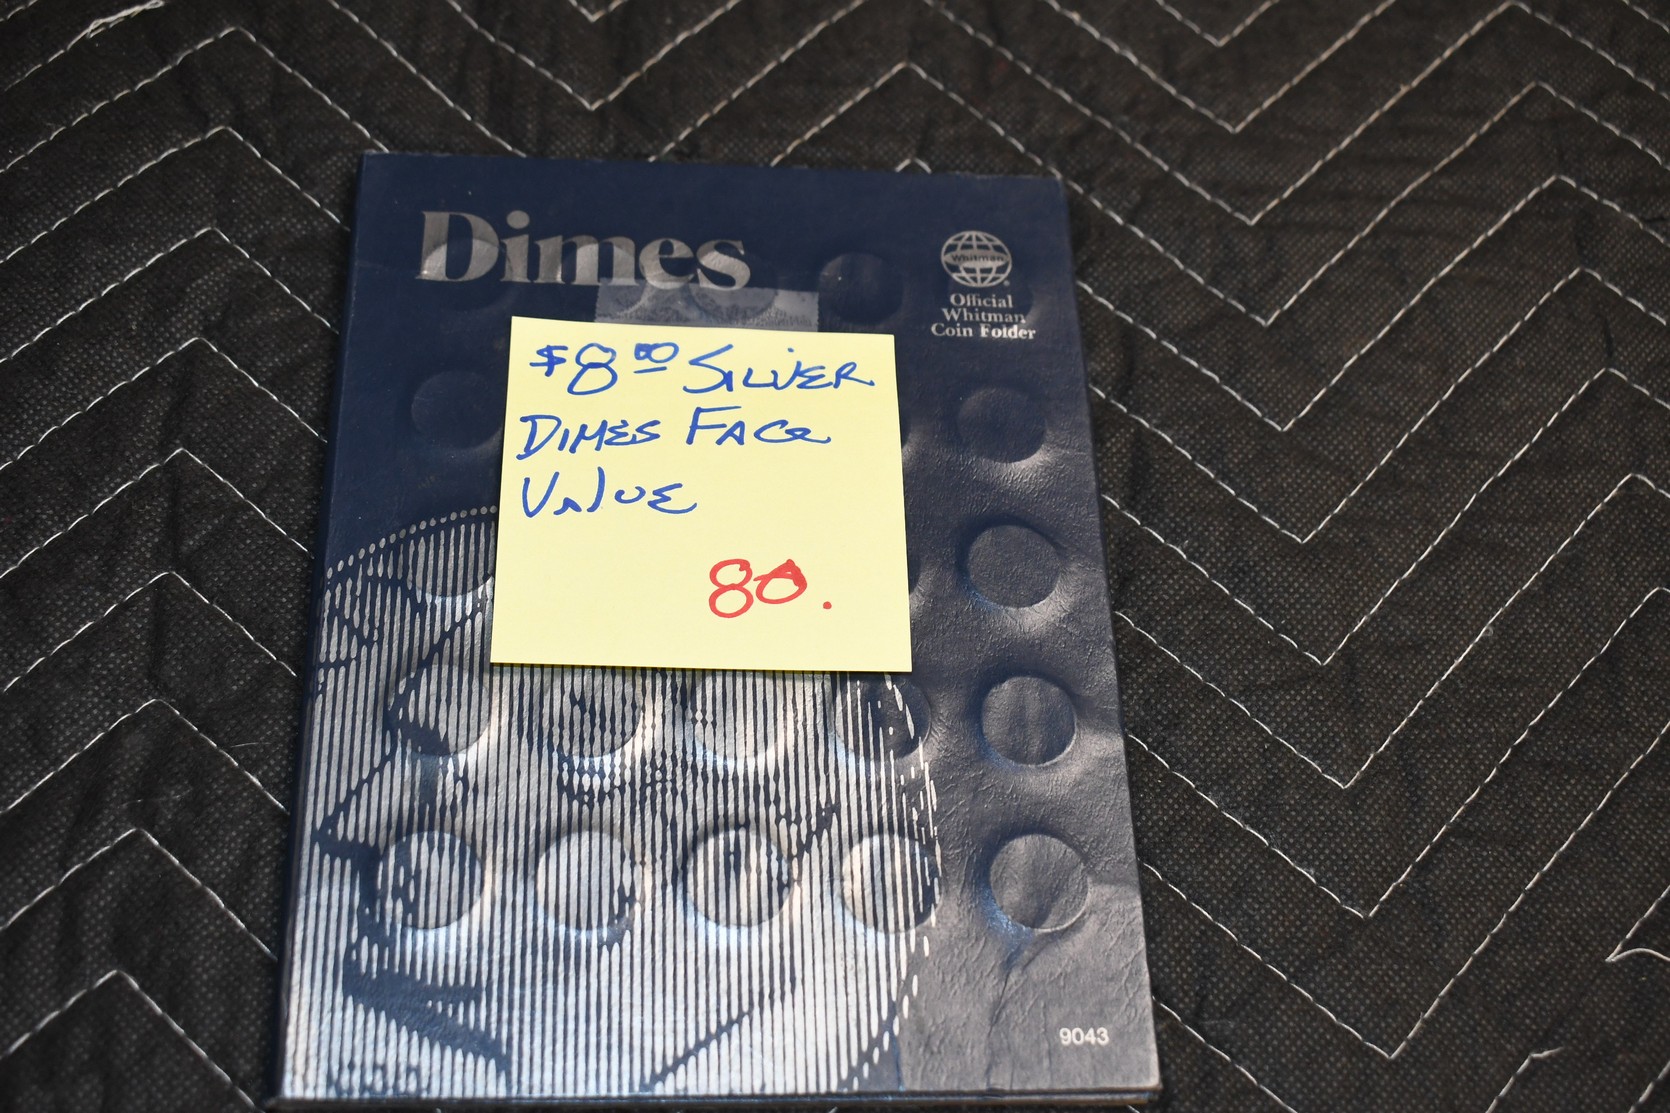 Dimes
Whitman
Official
Whitman
Coin Folder
$8.00 SILVER
DIMES FACE
VALUE
80.
9043